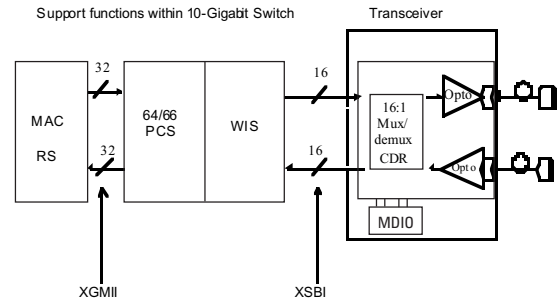 Support functions within 10-Gigabit Switch
Transceiver
32
16
16:1
Mux/
demux
CDR
Opto
MAC
RS
64/66
PCS
WIS
32
16
Opto
MDIO
XGMII
XSBI